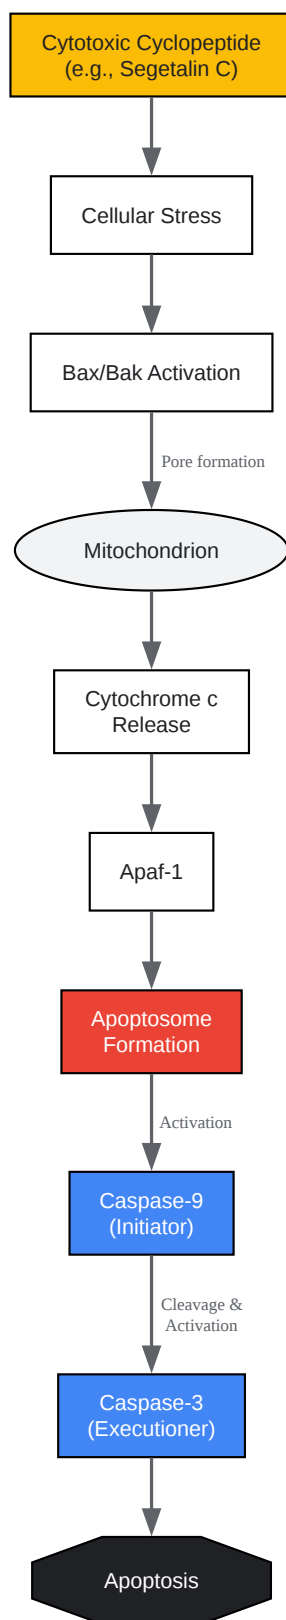 Cytotoxic Cyclopeptide
(e.g., Segetalin C)
Cellular Stress
Bax/Bak Activation
Pore formation
Mitochondrion
Cytochrome c
Release
Apaf-1
Apoptosome
Formation
Activation
Caspase-9
(Initiator)
Cleavage &
Activation
Caspase-3
(Executioner)
Apoptosis